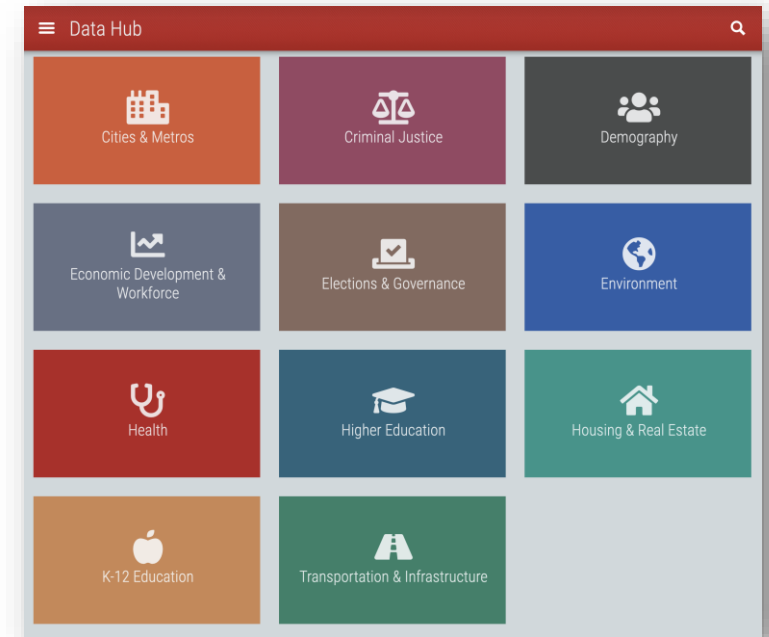 Data Hub
Cities & Metros
Criminal Justice
Demography
Economic Development &
Workforce
Elections & Governance
Environment
Health
Higher Education
Housing & Real Estate
K-12 Education
Transportation & Infrastructure